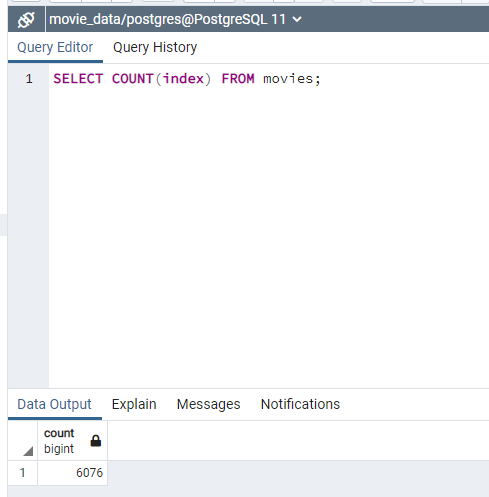 movie_data/postgres@PostgreSQL 11
Query Editor Query History
1 SELECT COUNT(index) FROM movies;
Data Output Explain Messages Notifications
count
bigint
1 6076